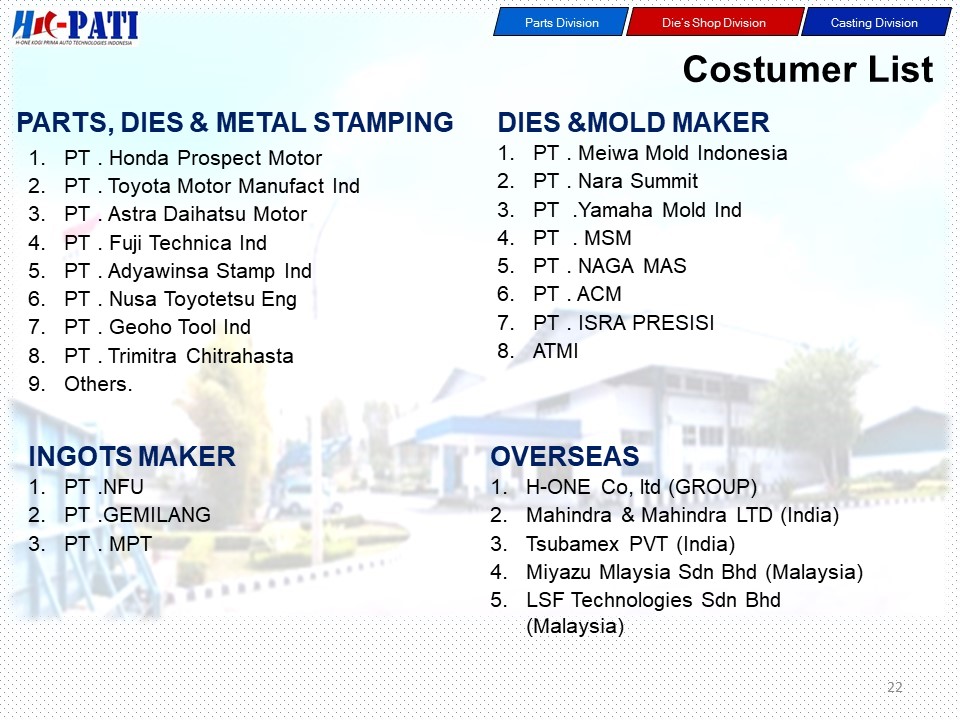 HK-PATI
H-ONE KOGI PRIMA AUTO TECHNOLOGIES INDONESIA
Parts Division
Die's Shop Division
Casting Division
Costumer List
PARTS, DIES & METAL STAMPING
1. PT . Honda Prospect Motor
2. PT . Toyota Motor Manufact Ind
3. PT . Astra Daihatsu Motor
4. PT . Fuji Technica Ind
5. PT . Adyawinsa Stamp Ind
6. PT . Nusa Toyotetsu Eng
7. PT . Geoho Tool Ind
8. PT . Trimitra Chitrahasta
9. Others.
DIES &MOLD MAKER
1. PT . Meiwa Mold Indonesia
2. PT . Nara Summit
3. PT .Yamaha Mold Ind
4. PT . MSM
5. PT . NAGA MAS
6. PT . ACM
7. PT . ISRA PRESISI
8. ATMI
INGOTS MAKER
1. PT .NFU
2. PT .GEMILANG
3. PT . MPT
OVERSEAS
1. H-ONE Co, ltd (GROUP)
2. Mahindra & Mahindra LTD (India)
3. Tsubamex PVT (India)
4. Miyazu Mlaysia Sdn Bhd (Malaysia)
5. LSF Technologies Sdn Bhd
(Malaysia)
22